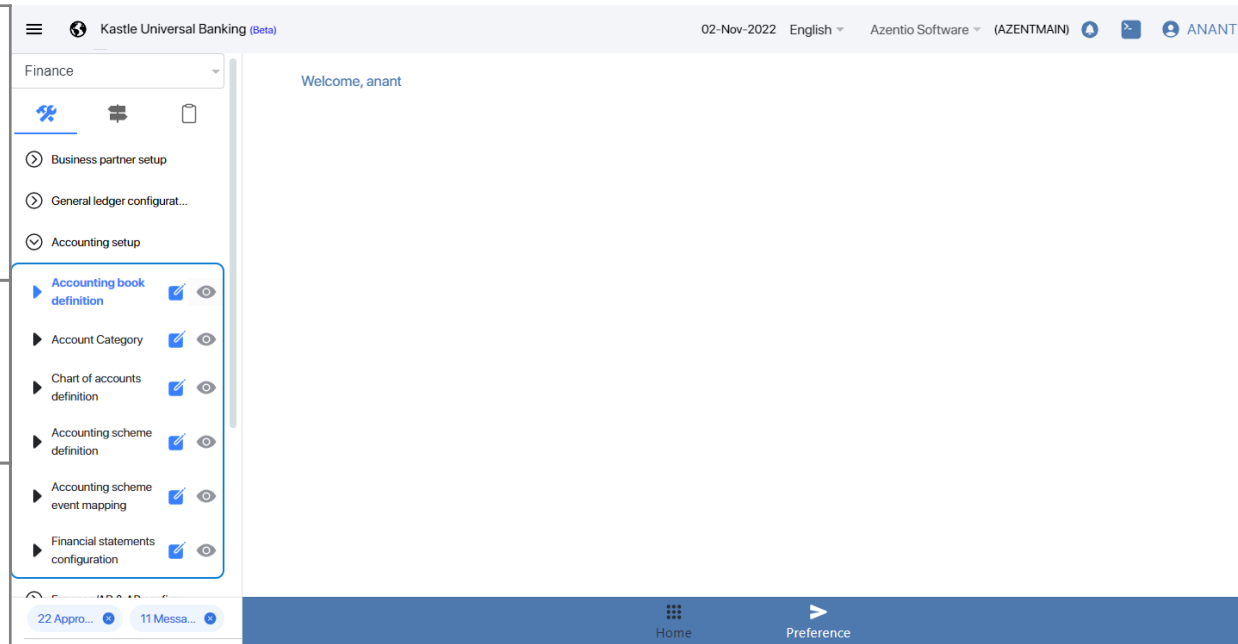 Kastle Universal Banking (Beta)
02-Nov-2022 English Azentio Software (AZENTMAIN) ANANT
Finance
Welcome, anant
Business partner setup
General ledger configurat...
Accounting setup
Accounting book
definition
Account Category
Chart of accounts
definition
Accounting scheme
definition
Accounting scheme
event mapping
Financial statements
configuration
22 Appro... 11 Messa...
Home Preference